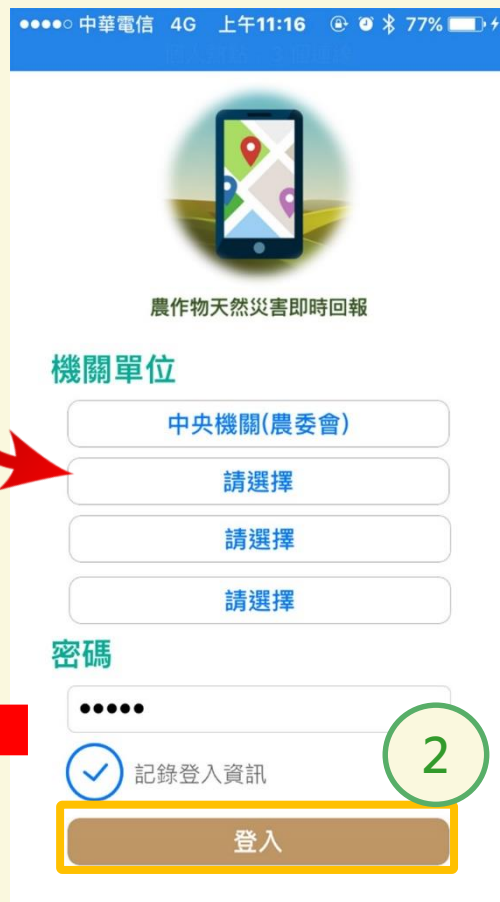 ●●●●○ 中華電信 4G 上午11:16 77%
農作物天然災害即時回報
機關單位
中央機關(農委會)
請選擇
請選擇
請選擇
密碼
●●●●●
記錄登入資訊
2
登入